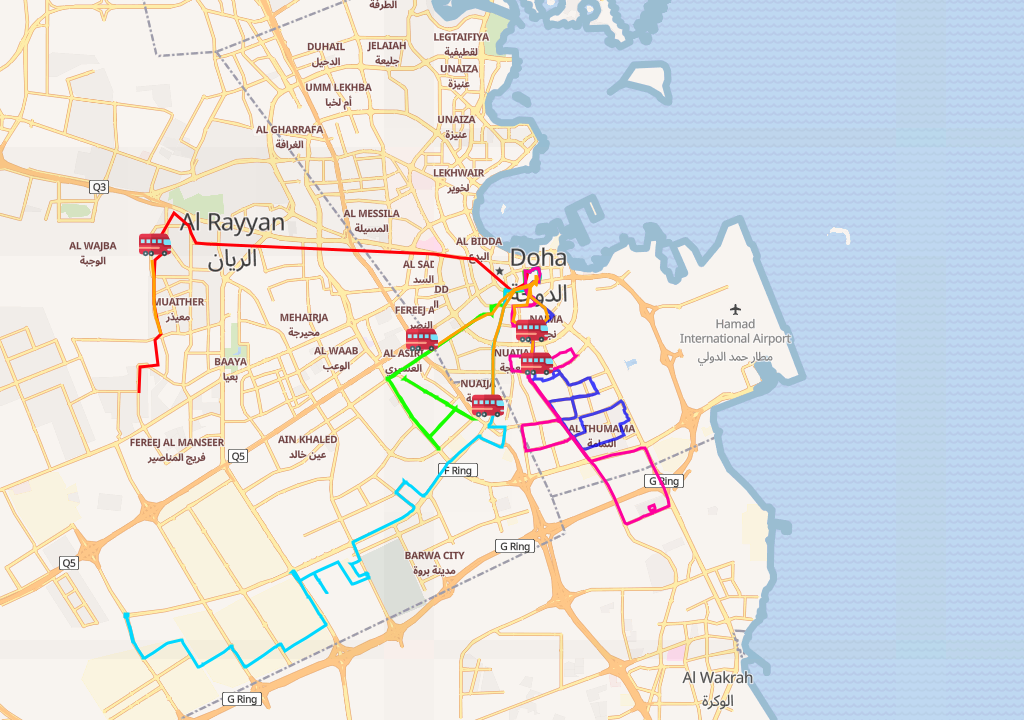 الطرفة
DUHAIL
الدحيل
JELAIAH
جليعة
LEGTAIFIYA
لقطيفية
UNAIZA
عنيزة
UMM LEKHBA
أم لخبا
UNAIZA
عنيزة
AL GHARRAFA
الغرافة
LEKHWAIR
لخوير
Q3
AL MESSILA
المسيلة
Al Rayyan
الريان
AL WAJBA
الوجبة
AL BIDDA
البدع
Doha
الدوحة
AL SAD
السد
DD
ال
MUAITHER
معيذر
MEHAIRJA
محيرجة
FEREEJ A
النصر
NAJMA
نج
Hamad
International Airport
مطار حمد الدولي
BAAYA
بعيا
AL WAAB
الوعب
AL ASIRI
العسيري
NUAIJA
عجة
NUAIJA
AL THUMAMA
الثمامة
FEREEJ AL MANSEER
فريج المناصير
Q5
AIN KHALED
عين خالد
F Ring
G Ring
G Ring
BARWA CITY
مدينة بروة
Q5
G Ring
Al Wakrah
الوكرة